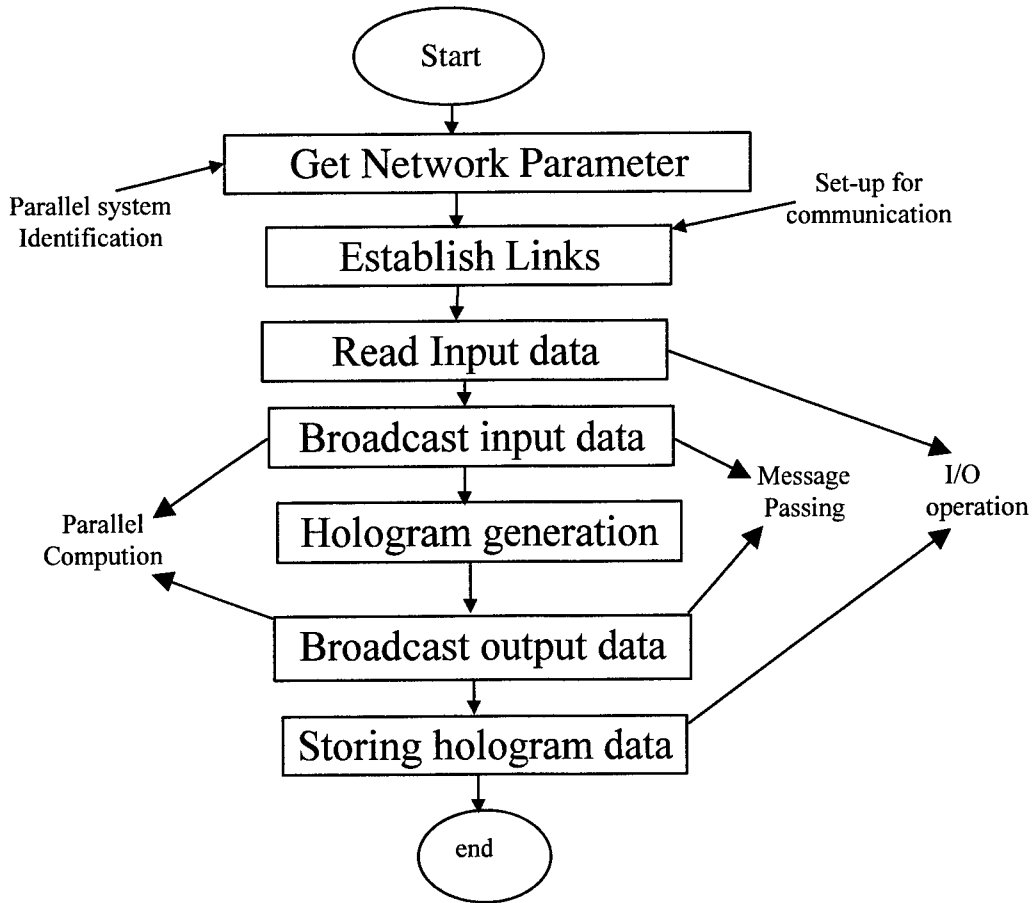 Start
Get Network Parameter
Parallel system
Identification
Set-up for
communication
Establish Links
Read Input data
Broadcast input data
Message
Passing
I/O
operation
Parallel
Compution
Hologram generation
Broadcast output data
Storing hologram data
end